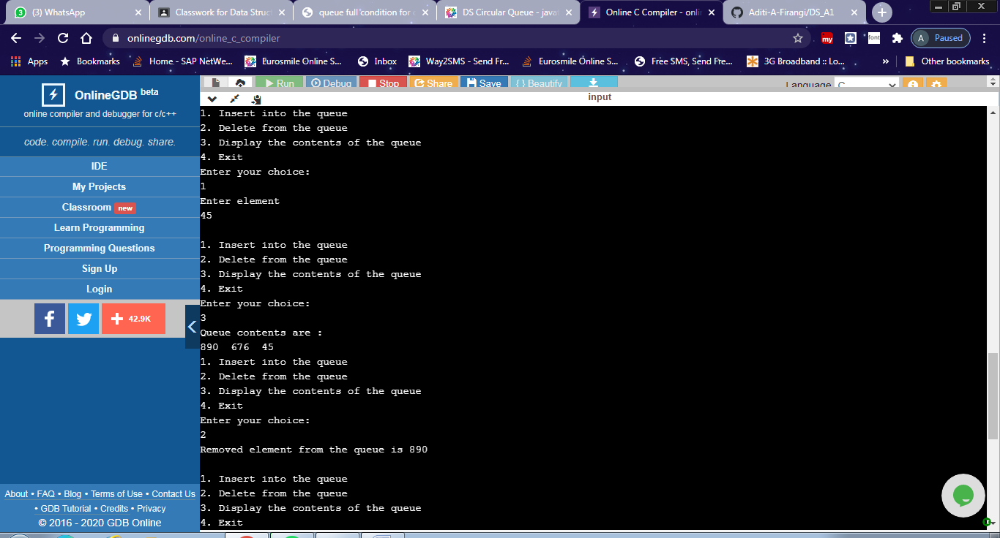 (3) WhatsApp
Classwork for Data Struct
queue full condition for c
DS Circular Queue - javat
Online C Compiler - onlin
Aditi-A-Firangi/DS_A1
onlinegdb.com/online_c_compiler
my
font
A Paused
Apps
Bookmarks
Home - SAP NetWe...
Eurosmile Online S...
Inbox
Way2SMS - Send Fr...
Eurosmile Online S...
Free SMS, Send Fre...
3G Broadband :: Lo...
»
Other bookmarks
OnlineGDB beta
online compiler and debugger for c/c++
code. compile. run. debug. share.
IDE
My Projects
Classroom new
Learn Programming
Programming Questions
Sign Up
Login
42.9K
About • FAQ • Blog • Terms of Use • Contact Us
• GDB Tutorial • Credits • Privacy
© 2016 - 2020 GDB Online
Run
Debug
Stop
Share
Save
{ } Beautify
Language C
input
1. Insert into the queue
2. Delete from the queue
3. Display the contents of the queue
4. Exit
Enter your choice:
1
Enter element
45
1. Insert into the queue
2. Delete from the queue
3. Display the contents of the queue
4. Exit
Enter your choice:
3
Queue contents are :
890 676 45
1. Insert into the queue
2. Delete from the queue
3. Display the contents of the queue
4. Exit
Enter your choice:
2
Removed element from the queue is 890
1. Insert into the queue
2. Delete from the queue
3. Display the contents of the queue
4. Exit